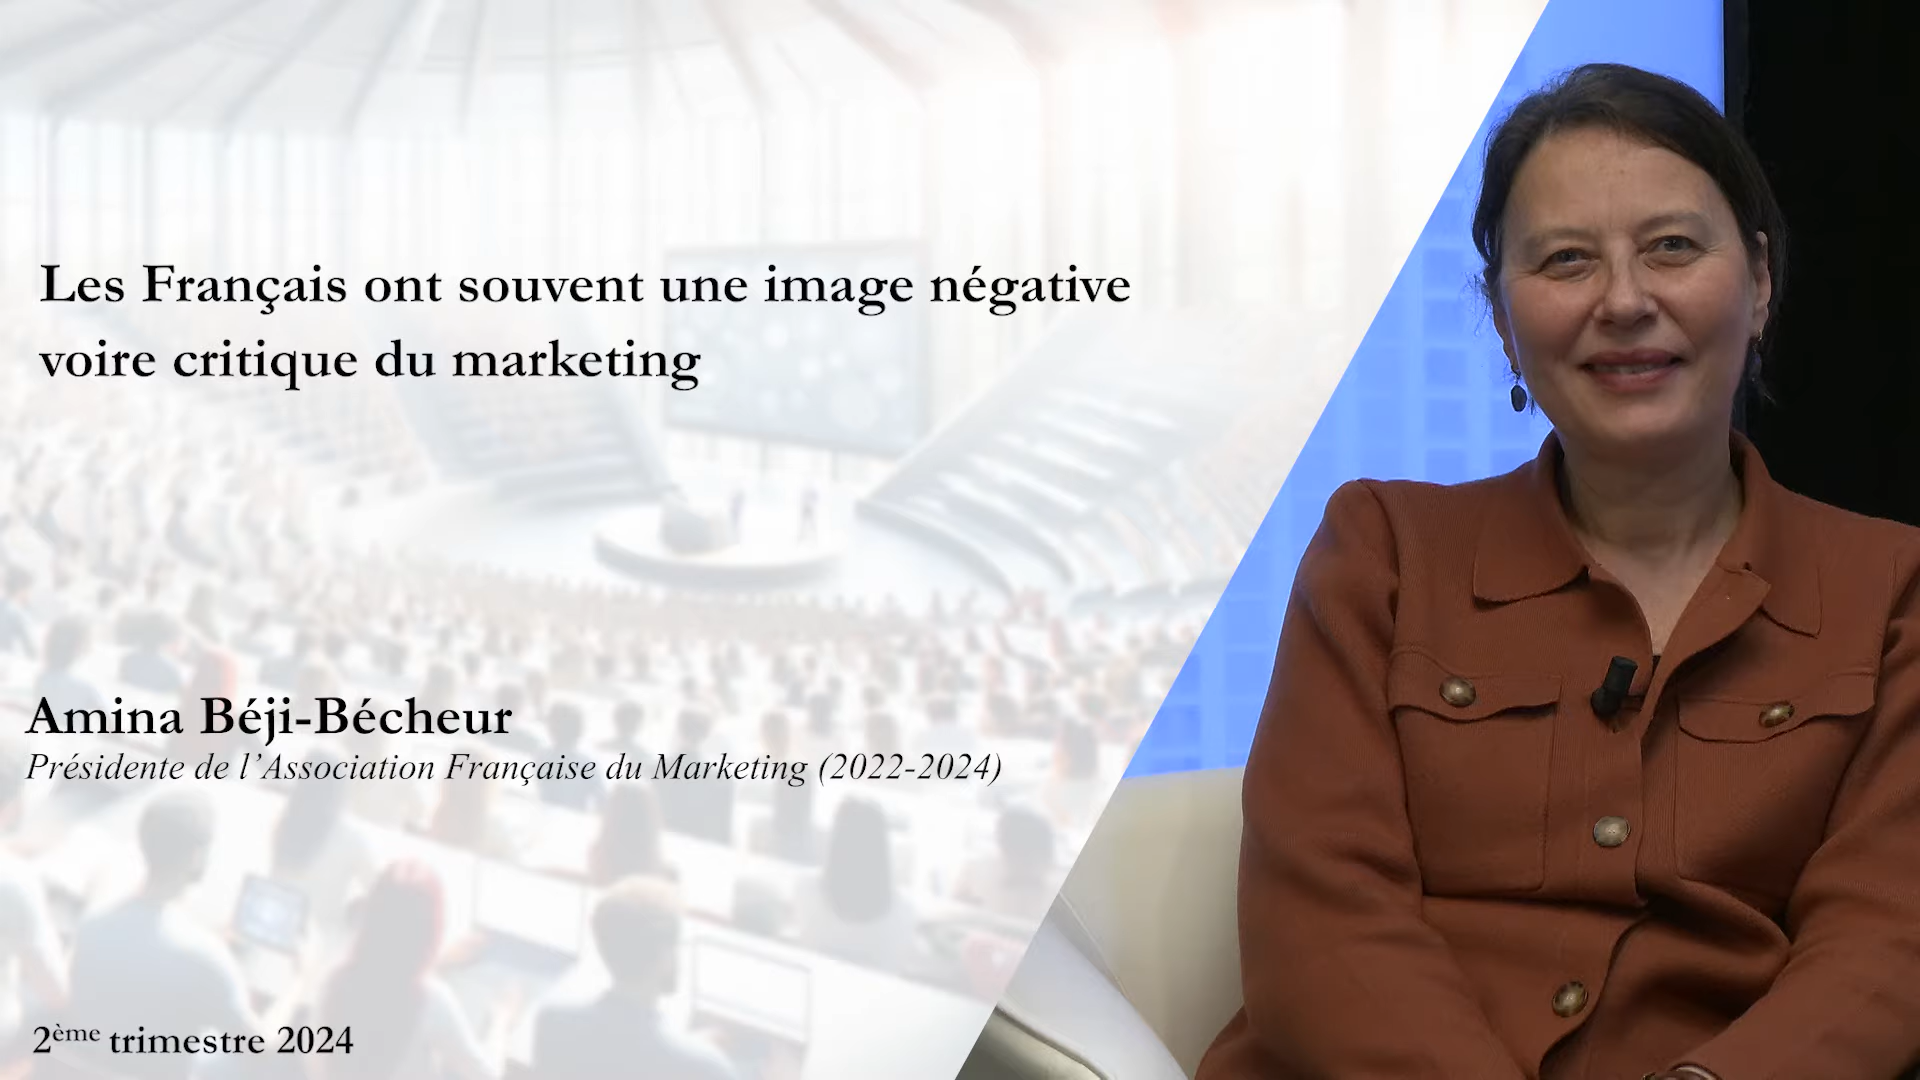 Les Français ont souvent une image négative
voire critique du marketing
Amina Béji-Bécheur
Présidente de l’Association Française du Marketing (2022-2024)
2ème trimestre 2024